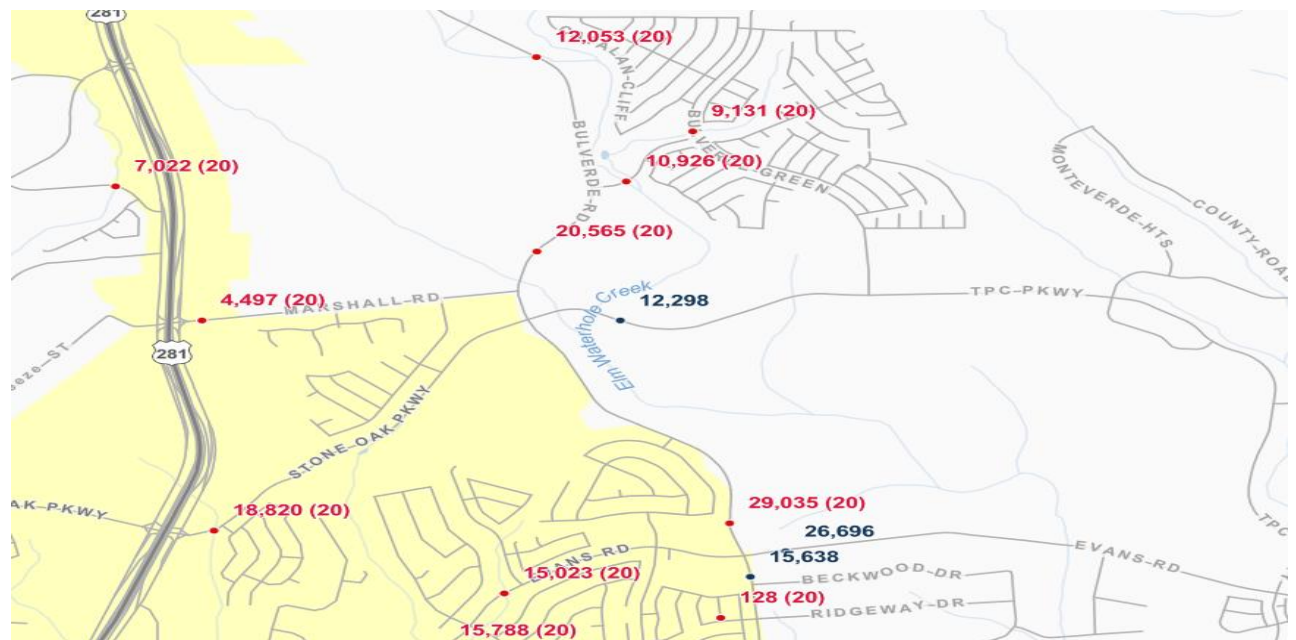 281
12,053 (20)
ALAN-CLIFF
BULVERDE-RD
9,131 (20)
7,022 (20)
10,926 (20)
GREEN
MONTEVERDE-HTS
COUNTY-ROAD
20,565 (20)
4,497 (20)
MARSHALL-RD
Elm Waterhole Creek
12,298
TPC-PKWY
281
eeze-ST
STONE-OAK-PKWY
AK-PKWY
18,820 (20)
29,035 (20)
26,696
15,638
EVANS-RD
EVANS-RD
TPC
15,023 (20)
BECKWOOD-DR
128 (20)
RIDGEWAY-DR
15,788 (20)